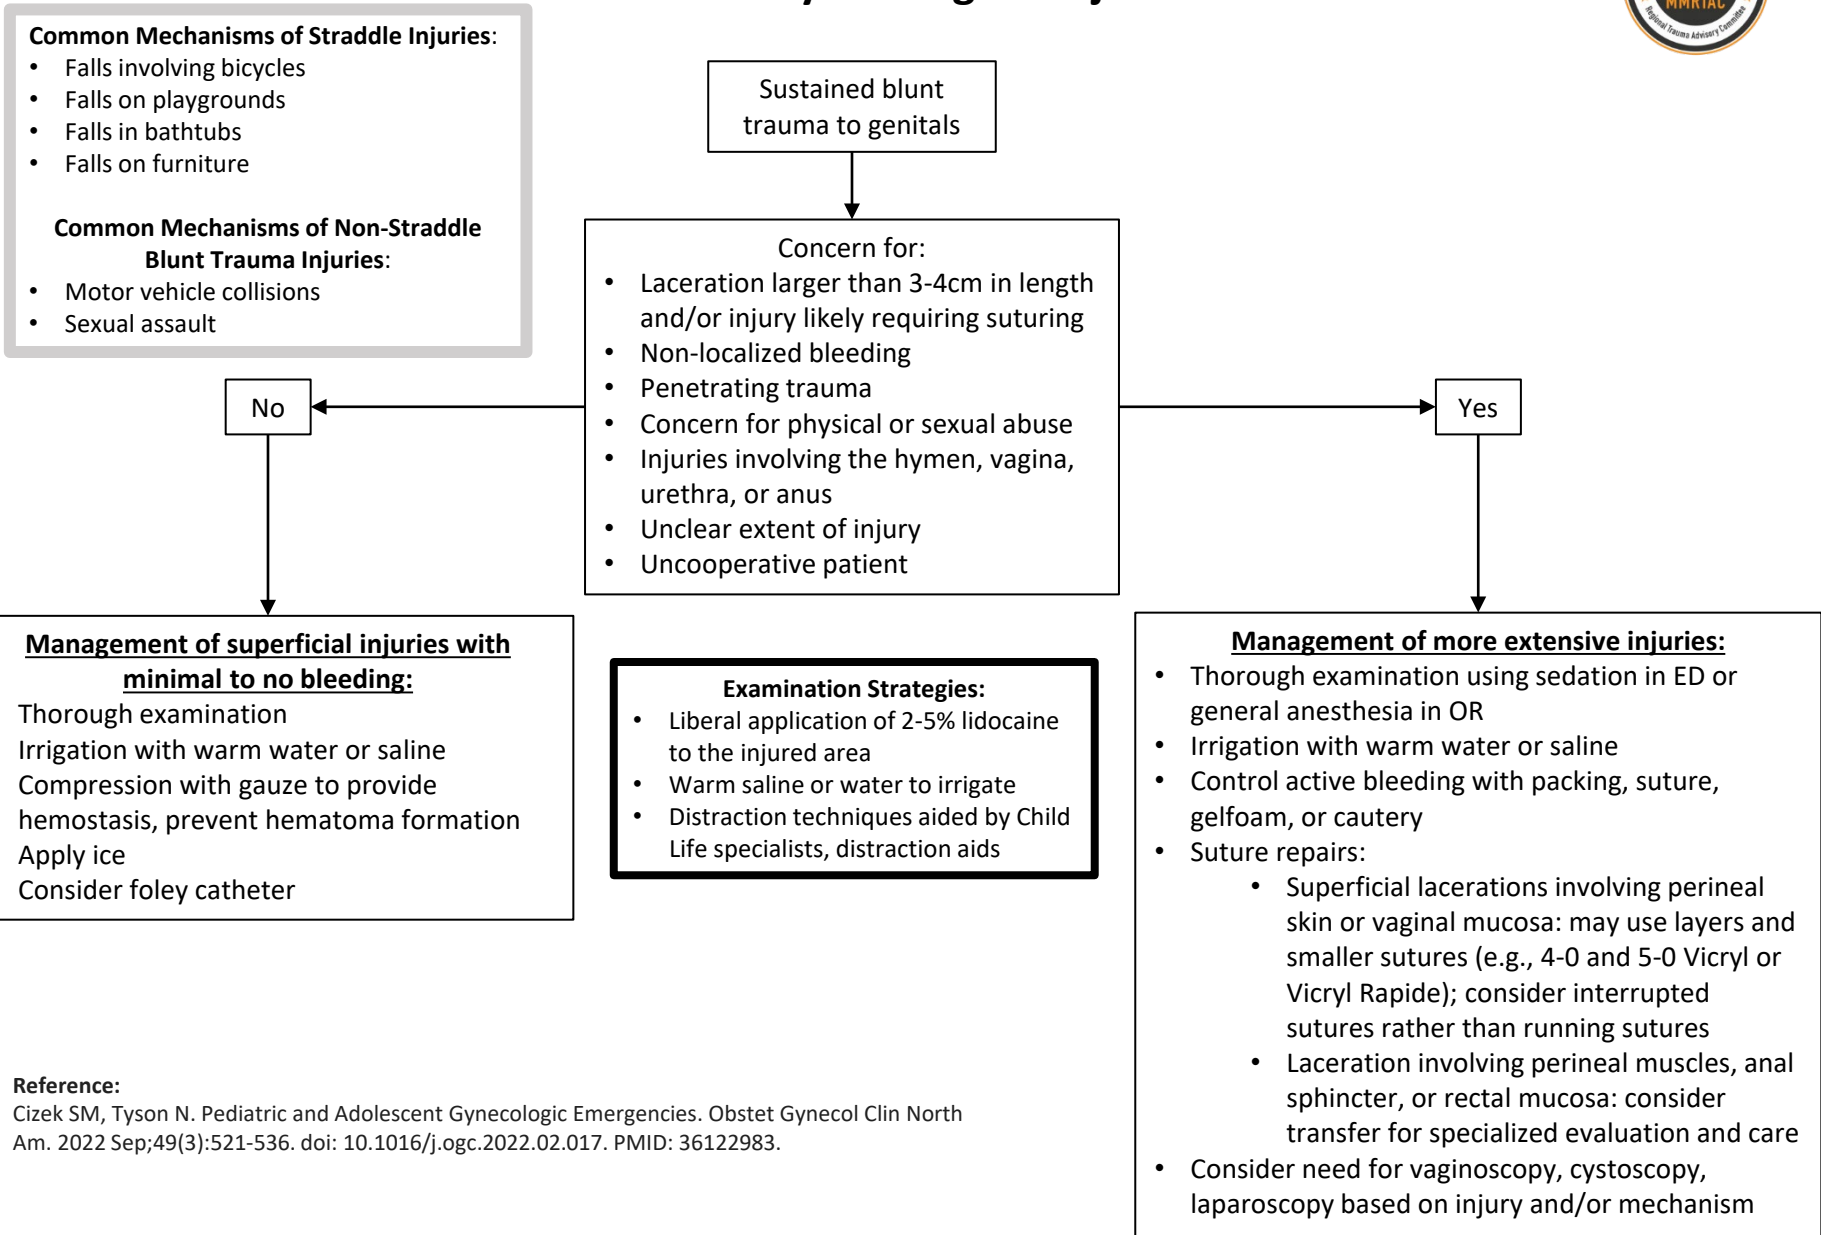 MMRTAC
Regional Trauma Advisory Committee
Common Mechanisms of Straddle Injuries:
• Falls involving bicycles
• Falls on playgrounds
• Falls in bathtubs
• Falls on furniture
Common Mechanisms of Non-Straddle
Blunt Trauma Injuries:
• Motor vehicle collisions
• Sexual assault
Sustained blunt
trauma to genitals
Concern for:
• Laceration larger than 3-4cm in length
and/or injury likely requiring suturing
• Non-localized bleeding
• Penetrating trauma
• Concern for physical or sexual abuse
• Injuries involving the hymen, vagina,
urethra, or anus
• Unclear extent of injury
• Uncooperative patient
No
Yes
Management of superficial injuries with
minimal to no bleeding:
Thorough examination
Irrigation with warm water or saline
Compression with gauze to provide
hemostasis, prevent hematoma formation
Apply ice
Consider foley catheter
Examination Strategies:
• Liberal application of 2-5% lidocaine
to the injured area
• Warm saline or water to irrigate
• Distraction techniques aided by Child
Life specialists, distraction aids
Management of more extensive injuries:
• Thorough examination using sedation in ED or
general anesthesia in OR
• Irrigation with warm water or saline
• Control active bleeding with packing, suture,
gelfoam, or cautery
• Suture repairs:
• Superficial lacerations involving perineal
skin or vaginal mucosa: may use layers and
smaller sutures (e.g., 4-0 and 5-0 Vicryl or
Vicryl Rapide); consider interrupted
sutures rather than running sutures
• Laceration involving perineal muscles, anal
sphincter, or rectal mucosa: consider
transfer for specialized evaluation and care
• Consider need for vaginoscopy, cystoscopy,
laparoscopy based on injury and/or mechanism
Reference:
Cizek SM, Tyson N. Pediatric and Adolescent Gynecologic Emergencies. Obstet Gynecol Clin North
Am. 2022 Sep;49(3):521-536. doi: 10.1016/j.ogc.2022.02.017. PMID: 36122983.